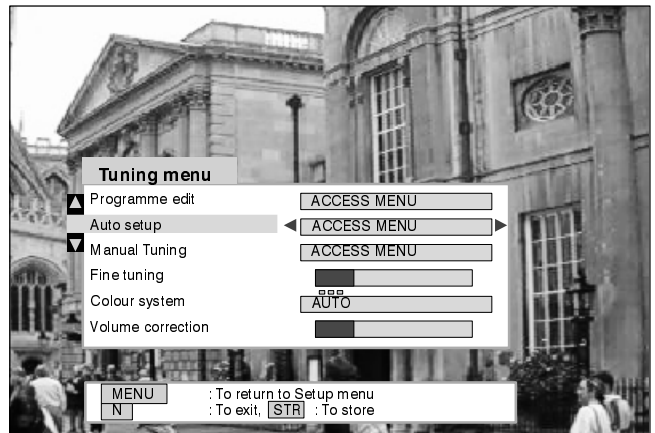 Tuning menu
Programme edit ACCESS MENU
Auto setup ACCESS MENU
Manual Tuning ACCESS MENU
Fine tuning
Colour system AUTO
Volume correction
MENU : To return to Setup menu
N : To exit, STR : To store